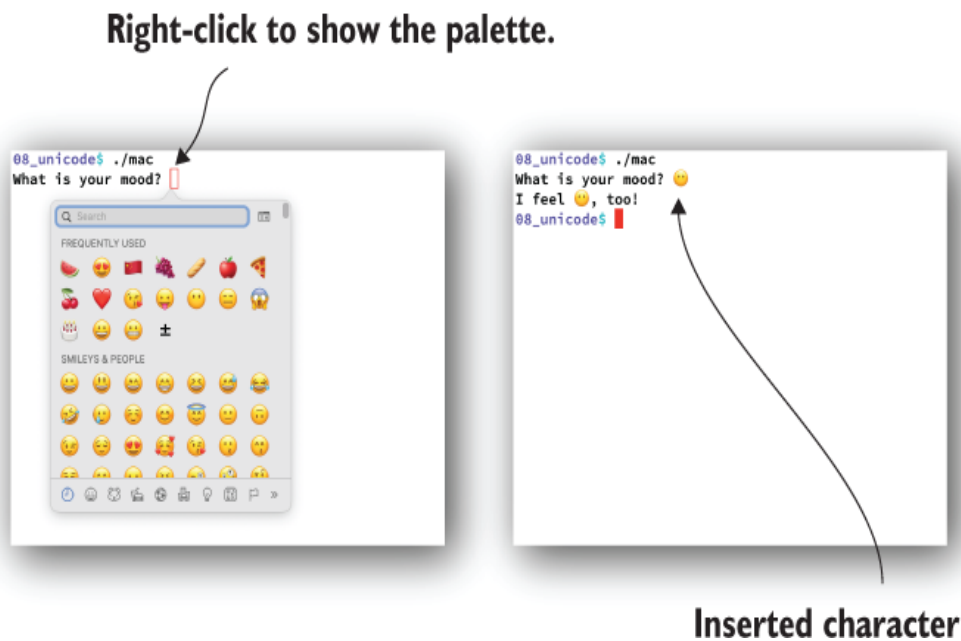 Right-click to show the palette.
08_unicode$ ./mac
What is your mood?
Search
FREQUENTLY USED
±
SMILEYS & PEOPLE
»
08_unicode$ ./mac
What is your mood? 😶
I feel 😶, too!
08_unicode$
Inserted character